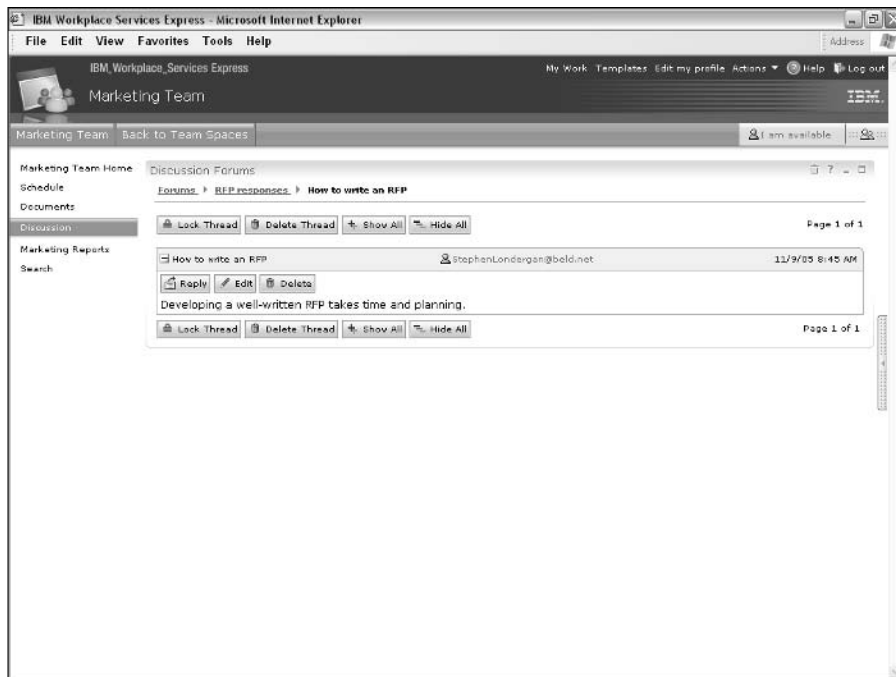 IBM Workplace Services Express - Microsoft Internet Explorer
File Edit View Favorites Tools Help Address
IBM_Workplace_Services Express My Work Templates Edit my profile Actions Help Log out
Marketing Team IBM.
Marketing Team Back to Team Spaces I am available
Marketing Team Home
Schedule
Documents
Discussion
Marketing Reports
Search
Discussion Forums ?
Forums RFP responses How to write an RFP
Lock Thread Delete Thread Show All Hide All Page 1 of 1
How to write an RFP StephenLondergan@beld.net 11/9/05 8:45 AM
Reply Edit Delete
Developing a well-written RFP takes time and planning.
Lock Thread Delete Thread Show All Hide All Page 1 of 1